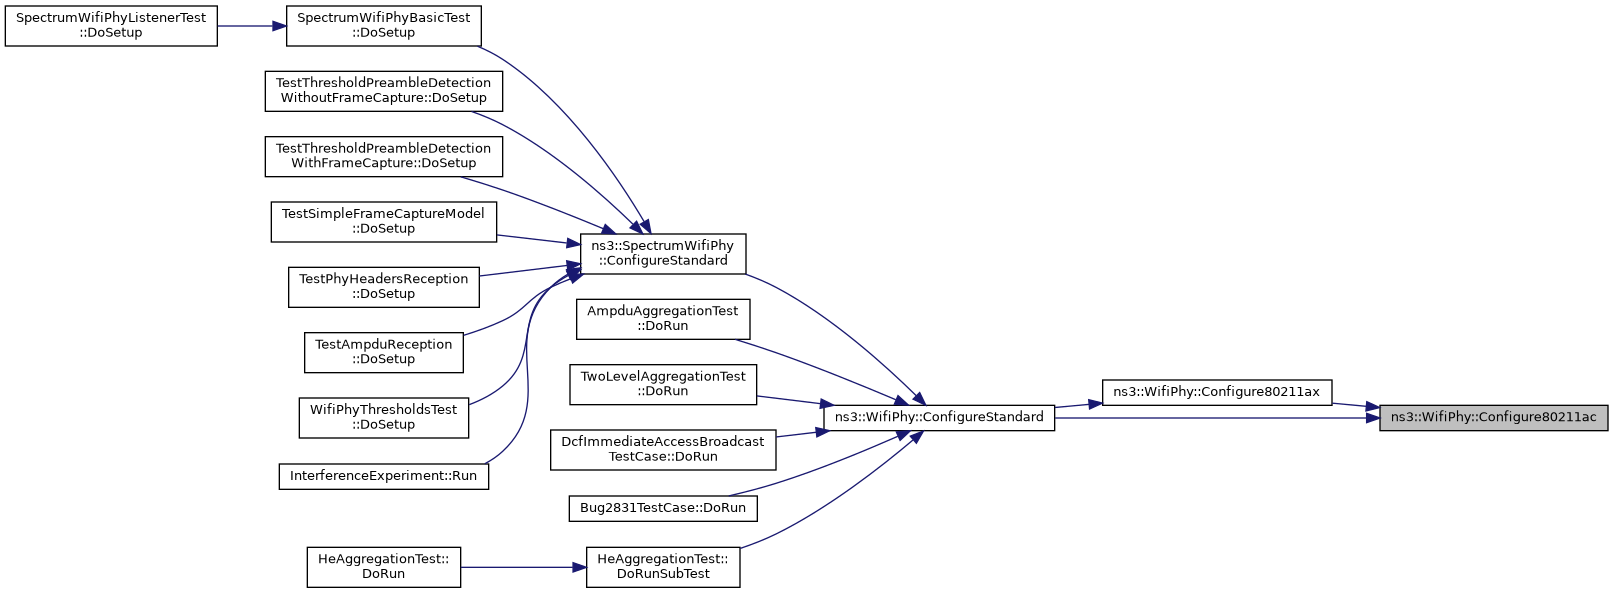 SpectrumWifiPhyListenerTest
::DoSetup
SpectrumWifiPhyBasicTest
::DoSetup
TestThresholdPreambleDetection
WithoutFrameCapture::DoSetup
TestThresholdPreambleDetection
WithFrameCapture::DoSetup
TestSimpleFrameCaptureModel
::DoSetup
TestPhyHeadersReception
::DoSetup
TestAmpduReception
::DoSetup
WifiPhyThresholdsTest
::DoSetup
InterferenceExperiment::Run
HeAggregationTest::
DoRun
ns3::SpectrumWifiPhy
::ConfigureStandard
AmpduAggregationTest
::DoRun
TwoLevelAggregationTest
::DoRun
DcfImmediateAccessBroadcast
TestCase::DoRun
Bug2831TestCase::DoRun
HeAggregationTest::
DoRunSubTest
ns3::WifiPhy::ConfigureStandard
ns3::WifiPhy::Configure80211ax
ns3::WifiPhy::Configure80211ac